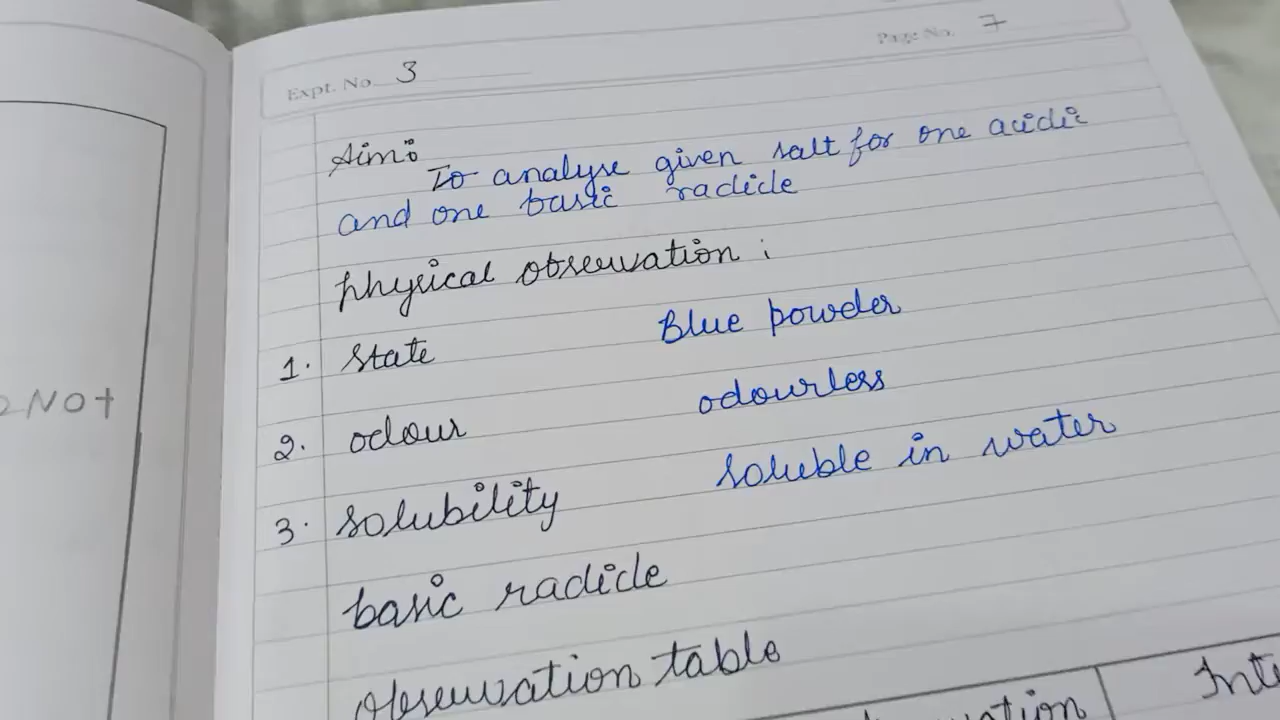 Expt. No. 3
Page No. 7
Aim:
To analyse given salt for one acidic
and one basic radicle
Physical observation :
1. State Blue powder
2. odour odourless
3. solubility soluble in water
basic radicle
observation table
NOT